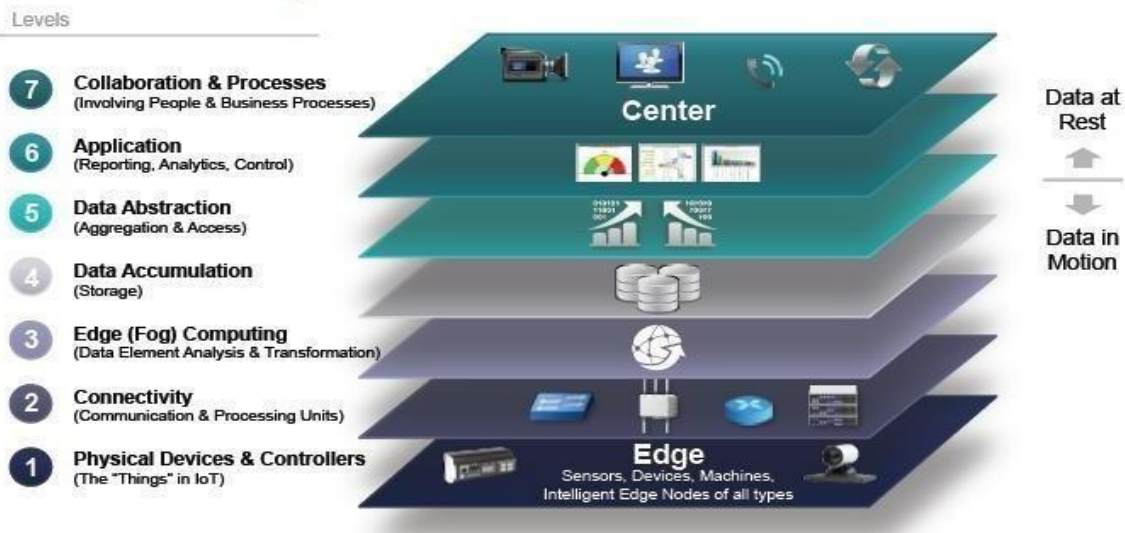 Levels
7
Collaboration & Processes
(Involving People & Business Processes)
6
Application
(Reporting, Analytics, Control)
5
Data Abstraction
(Aggregation & Access)
4
Data Accumulation
(Storage)
3
Edge (Fog) Computing
(Data Element Analysis & Transformation)
2
Connectivity
(Communication & Processing Units)
1
Physical Devices & Controllers
(The "Things" in IoT)
Center
010101
11001
001
Edge
Sensors, Devices, Machines,
Intelligent Edge Nodes of all types
Data at
Rest
Data in
Motion